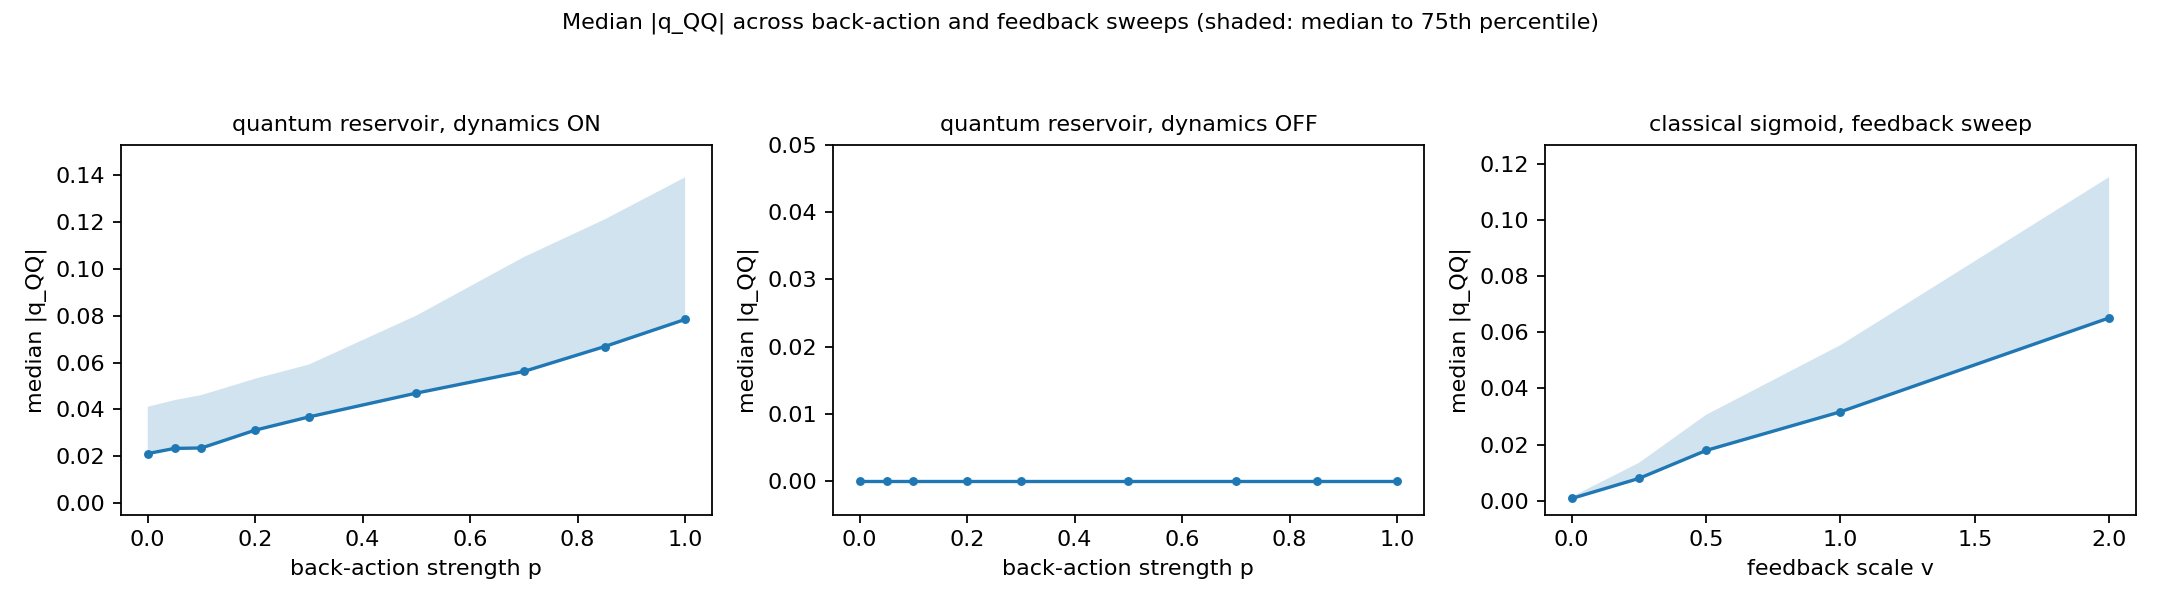 Median |q_QQ| across back-action and feedback sweeps (shaded: median to 75th percentile)
quantum reservoir, dynamics ON
median |q_QQ|
0.14
0.12
0.10
0.08
0.06
0.04
0.02
0.00
0.0 0.2 0.4 0.6 0.8 1.0
back-action strength p
quantum reservoir, dynamics OFF
median |q_QQ|
0.05
0.04
0.03
0.02
0.01
0.00
0.0 0.2 0.4 0.6 0.8 1.0
back-action strength p
classical sigmoid, feedback sweep
median |q_QQ|
0.12
0.10
0.08
0.06
0.04
0.02
0.00
0.0 0.5 1.0 1.5 2.0
feedback scale v